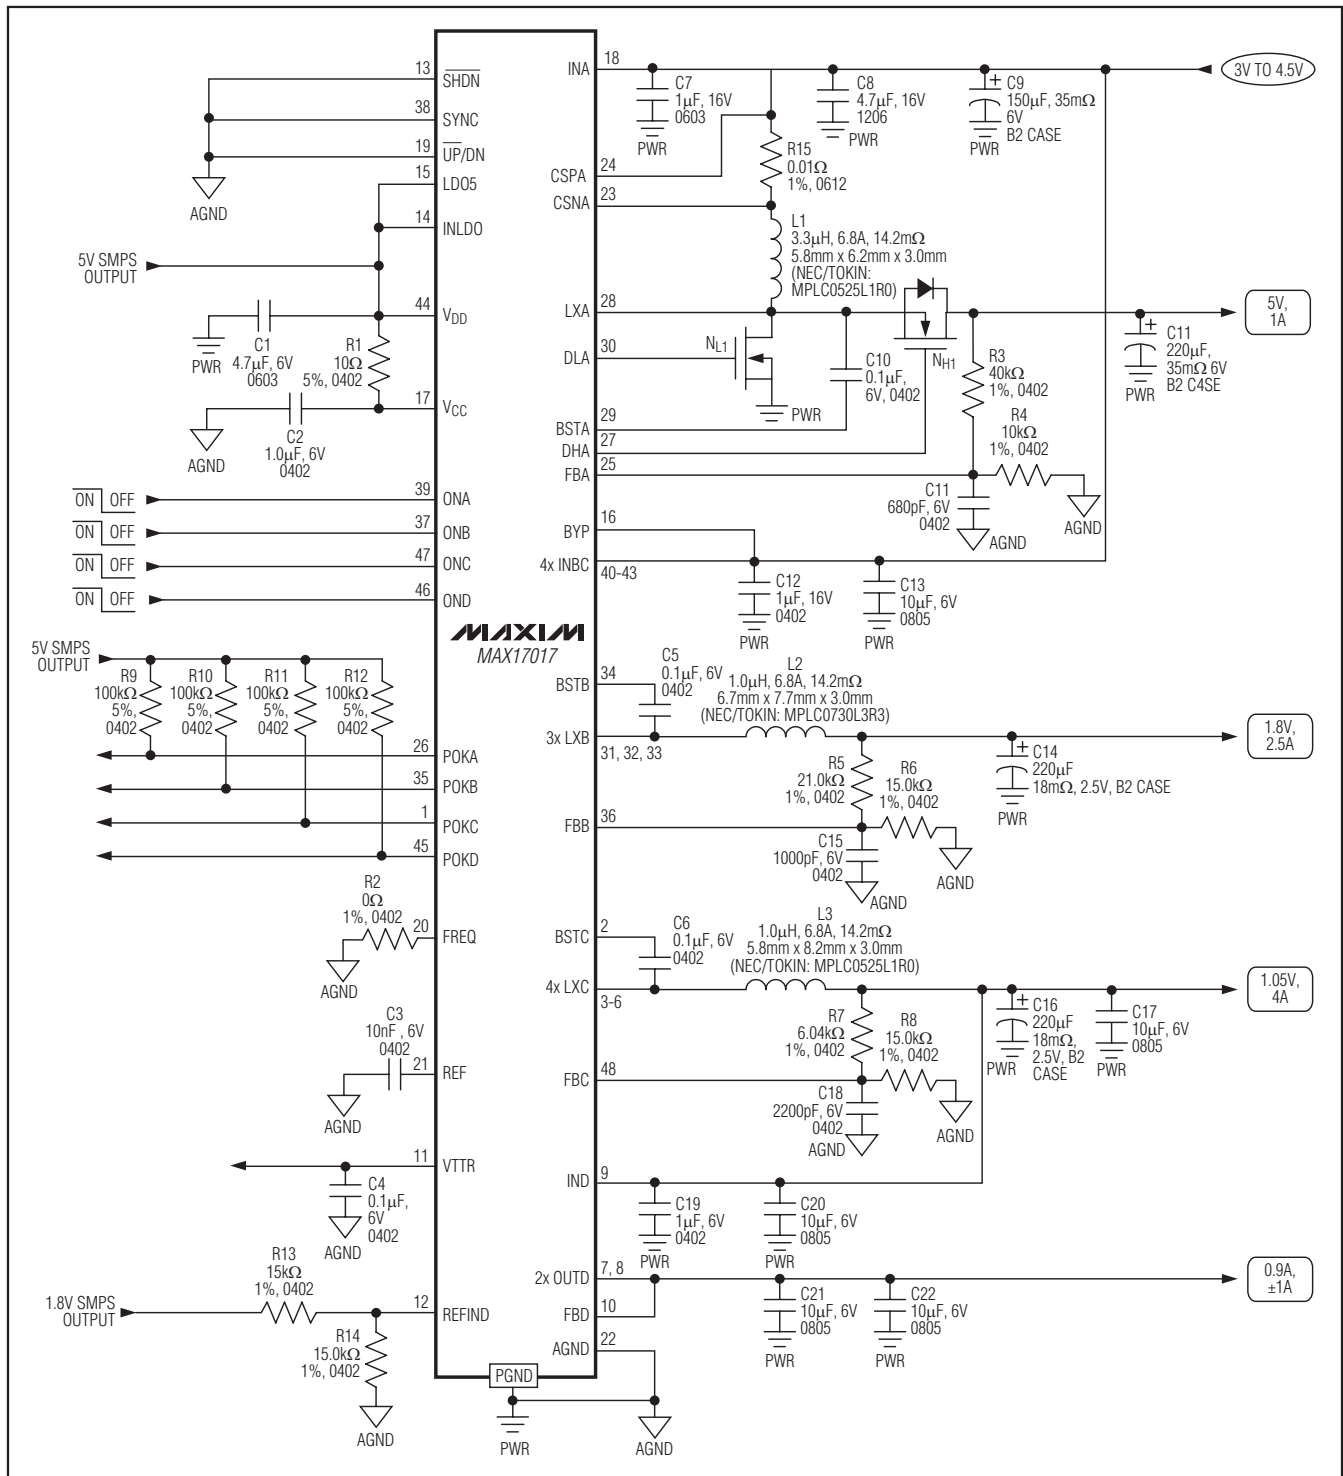 13
SHDN
38
SYNC
19
UP/DN
15
LDO5
14
INLDO
AGND
5V SMPS
OUTPUT
44
VDD
PWR
C1
4.7µF, 6V
0603
R1
10Ω
5%, 0402
17
VCC
AGND
C2
1.0µF, 6V
0402
ON OFF
39
ONA
ON OFF
37
ONB
ON OFF
47
ONC
ON OFF
46
OND
5V SMPS
OUTPUT
R9
100kΩ
5%,
0402
R10
100kΩ
5%,
0402
R11
100kΩ
5%,
0402
R12
100kΩ
5%,
0402
26
POKA
35
POKB
1
POKC
45
POKD
R2
0Ω
1%, 0402
20
FREQ
AGND
C3
10nF , 6V
0402
21
REF
AGND
11
VTTR
C4
0.1µF,
6V
0402
AGND
R13
15kΩ
1%, 0402
1.8V SMPS
OUTPUT
12
REFIND
R14
15.0kΩ
1%, 0402
AGND
MAXIM
MAX17017
PGND
PWR
AGND
INA
18
3V TO 4.5V
C7
1µF, 16V
0603
PWR
C8
4.7µF, 16V
1206
PWR
+
C9
150µF, 35mΩ
6V
B2 CASE
PWR
R15
0.01Ω
1%, 0612
CSPA
24
CSNA
23
L1
3.3µH, 6.8A, 14.2mΩ
5.8mm x 6.2mm x 3.0mm
(NEC/TOKIN:
MPLC0525L1R0)
LXA
28
DLA
30
NL1
PWR
C10
0.1µF,
6V, 0402
NH1
R3
40kΩ
1%, 0402
R4
10kΩ
1%, 0402
AGND
5V,
1A
+
C11
220µF,
35mΩ 6V
B2 C4SE
PWR
BSTA
29
DHA
27
FBA
25
C11
680pF, 6V
0402
AGND
BYP
16
4x INBC
40-43
C12
1µF, 16V
0402
PWR
C13
10µF, 6V
0805
PWR
BSTB
34
C5
0.1µF, 6V
0402
L2
1.0µH, 6.8A, 14.2mΩ
6.7mm x 7.7mm x 3.0mm
(NEC/TOKIN: MPLC0730L3R3)
3x LXB
31, 32, 33
1.8V,
2.5A
R5
21.0kΩ
1%, 0402
R6
15.0kΩ
1%, 0402
+
C14
220µF
18mΩ, 2.5V, B2 CASE
PWR
FBB
36
C15
1000pF, 6V
0402
AGND
AGND
BSTC
2
C6
0.1µF, 6V
0402
L3
1.0µH, 6.8A, 14.2mΩ
5.8mm x 8.2mm x 3.0mm
(NEC/TOKIN: MPLC0525L1R0)
4x LXC
3-6
1.05V,
4A
R7
6.04kΩ
1%, 0402
R8
15.0kΩ
1%, 0402
+
C16
220µF
18mΩ,
2.5V, B2
CASE
PWR
C17
10µF, 6V
0805
PWR
FBC
48
C18
2200pF, 6V
0402
AGND
AGND
IND
9
C19
1µF, 6V
0402
PWR
C20
10µF, 6V
0805
PWR
2x OUTD
7, 8
0.9A,
±1A
FBD
10
C21
10µF, 6V
0805
PWR
C22
10µF, 6V
0805
PWR
AGND
22